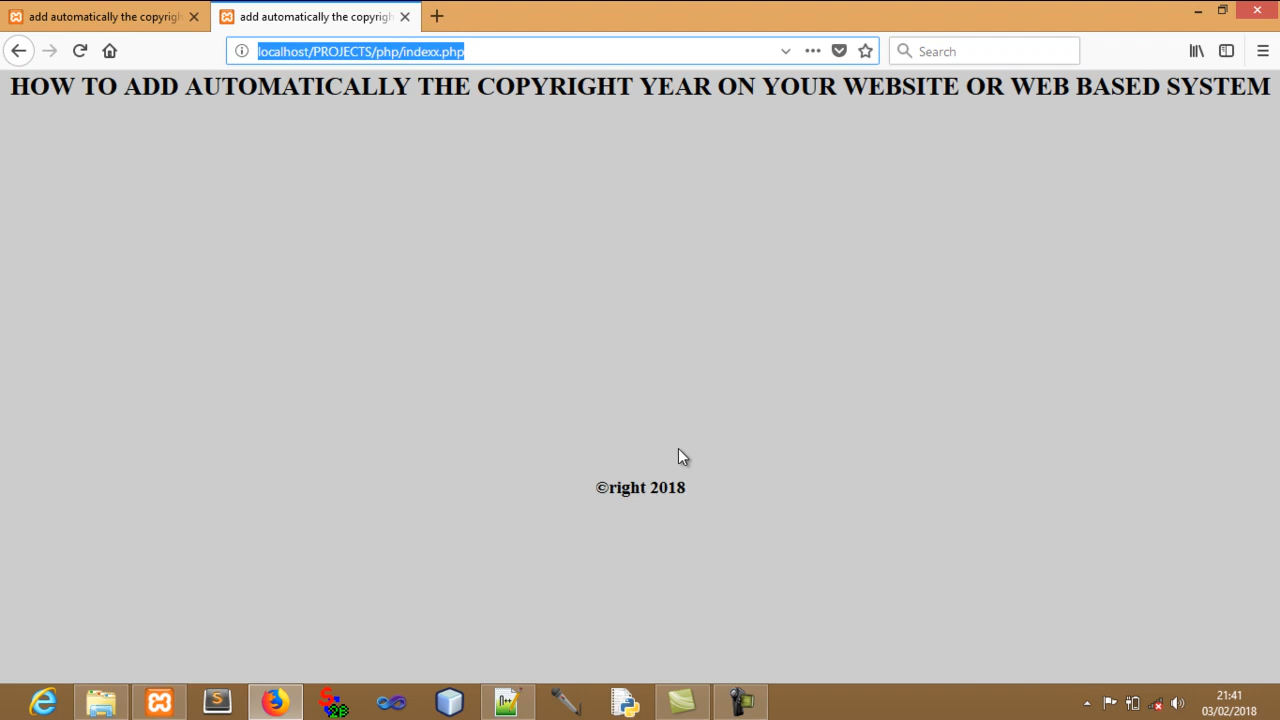 add automatically the copyrigh
add automatically the copyrigh
localhost/PROJECTS/php/indexx.php
Search
HOW TO ADD AUTOMATICALLY THE COPYRIGHT YEAR ON YOUR WEBSITE OR WEB BASED SYSTEM
©right 2018
21:41
03/02/2018